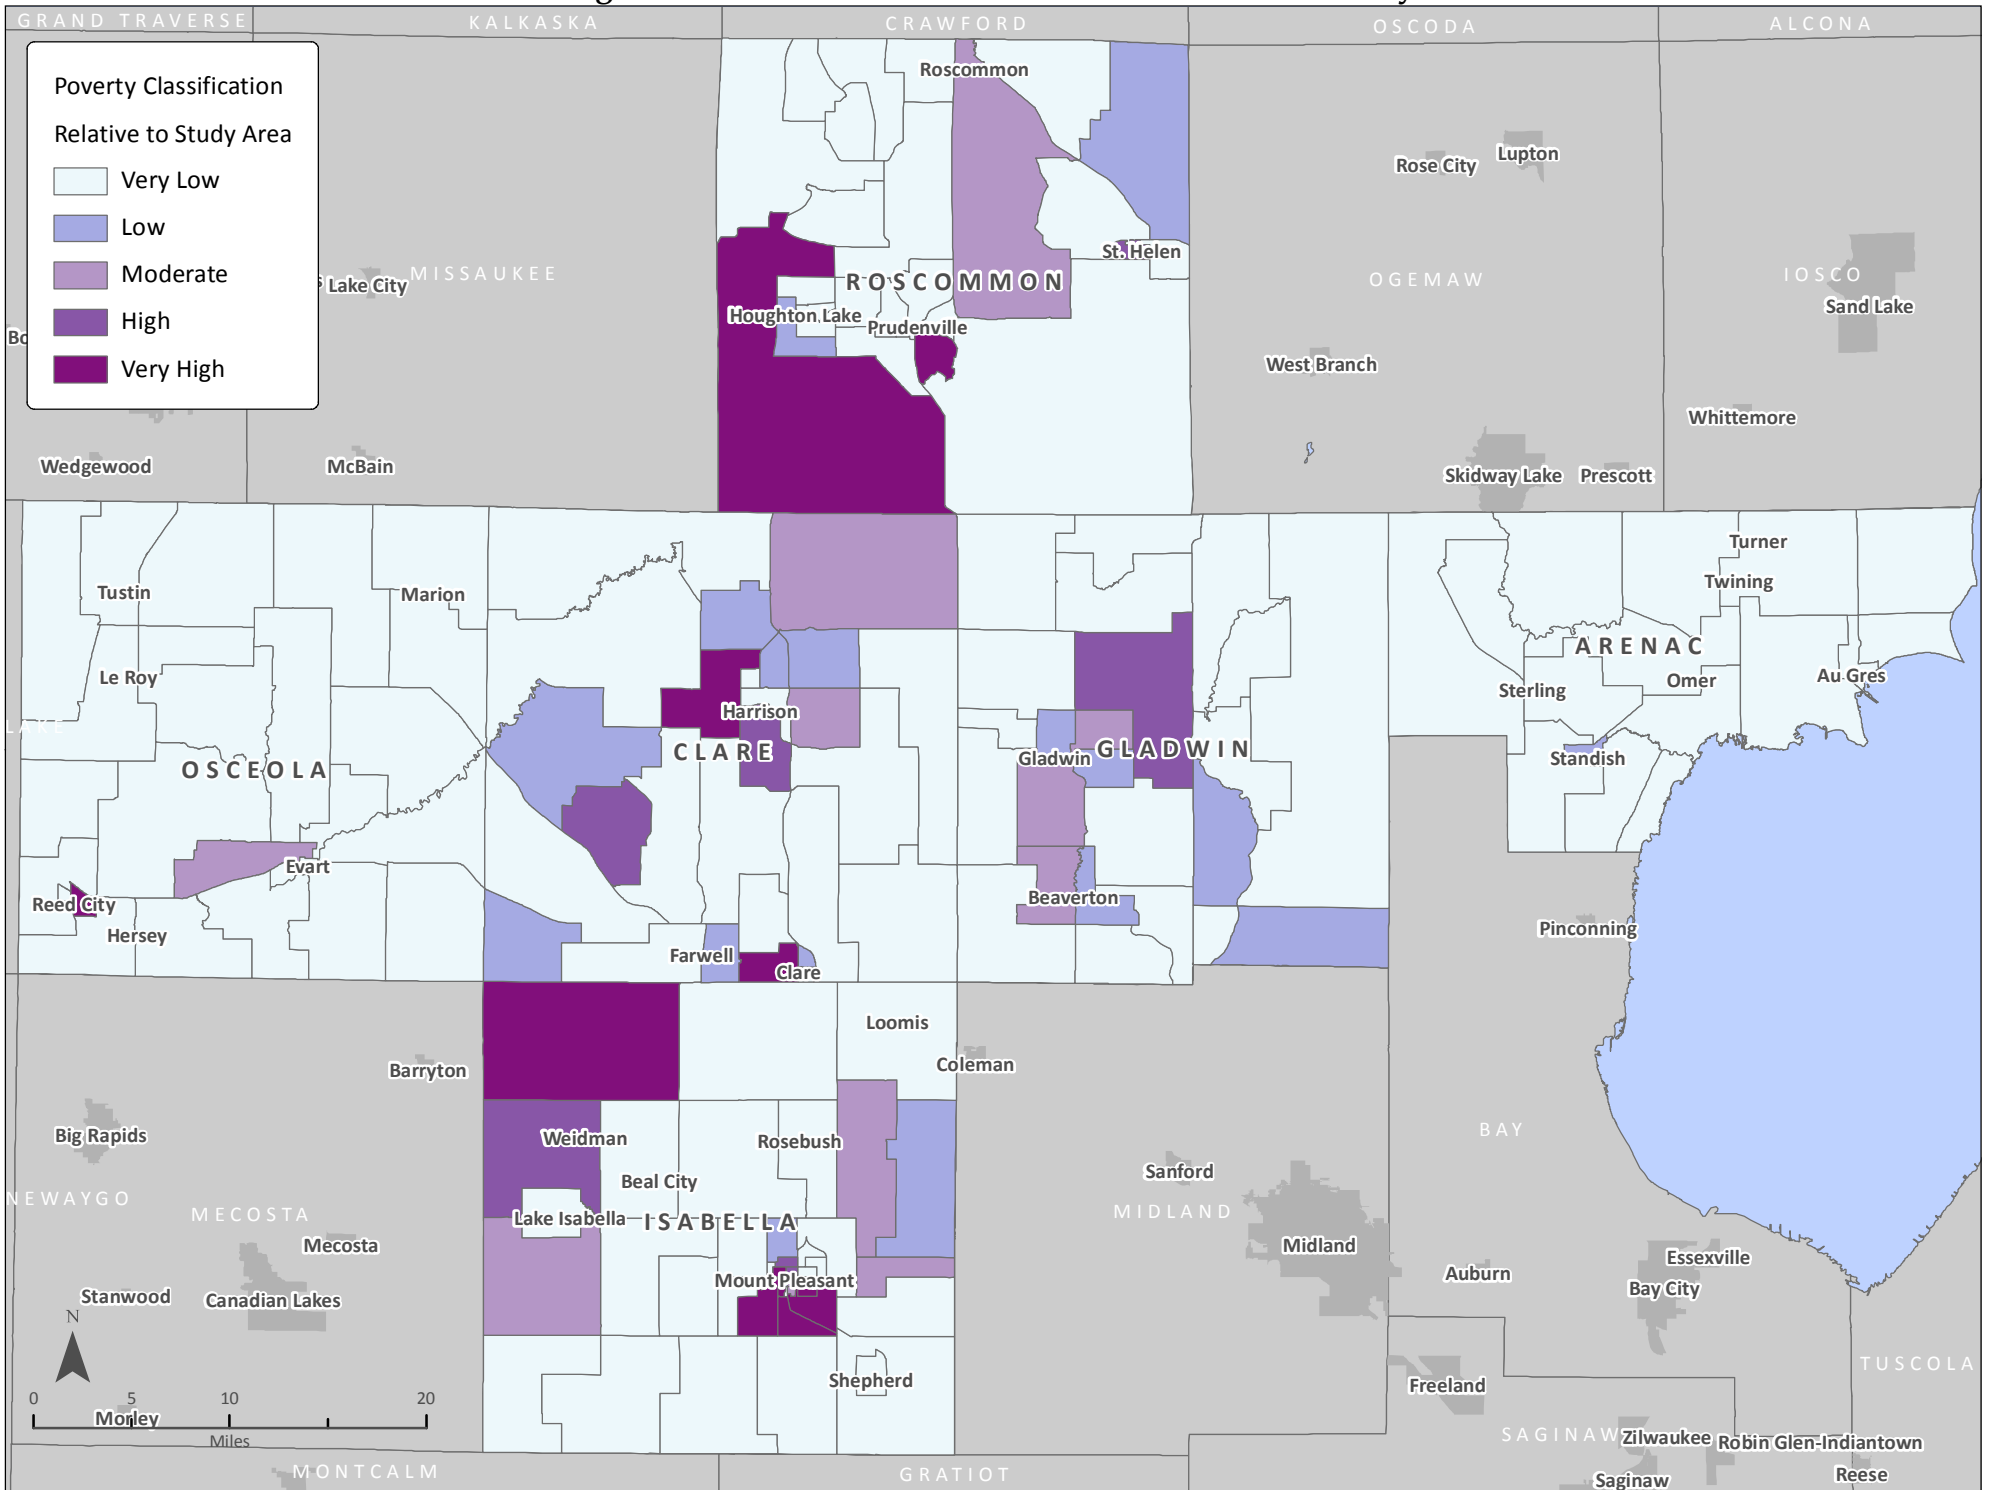 GRAND TRAVERSE
KALKASKA
CRAWFORD
OSCODA
ALCONA
Poverty Classification
Relative to Study Area
Very Low
Low
Moderate
High
Very High
Roscommon
Rose City
Lupton
St. Helen
Lake City
MISSAUKEE
ROSCOMMON
OGEMAW
IOSCO
Sand Lake
Houghton Lake
Prudenville
Bo
West Branch
Whittemore
Wedgewood
McBain
Skidway Lake
Prescott
Turner
Twining
Tustin
Marion
ARENAC
Le Roy
Sterling
Omer
Au Gres
Harrison
LAKE
CLARE
GLADWIN
Gladwin
Standish
OSCEOLA
Evart
Reed City
Beaverton
Hersey
Pinconning
Farwell
Clare
Loomis
Coleman
Barryton
Big Rapids
Weidman
Rosebush
BAY
Beal City
Sanford
NEWAYGO
MECOSTA
Lake Isabella
ISABELLA
MIDLAND
Mecosta
Midland
Essexville
Mount Pleasant
Auburn
Bay City
Stanwood
Canadian Lakes
N
TUSCOLA
Shepherd
Freeland
0 5 10 20
Morley
Miles
SAGINAW
Zilwaukee
Robin Glen-Indiantown
MONTCALM
GRATIOT
Saginaw
Reese